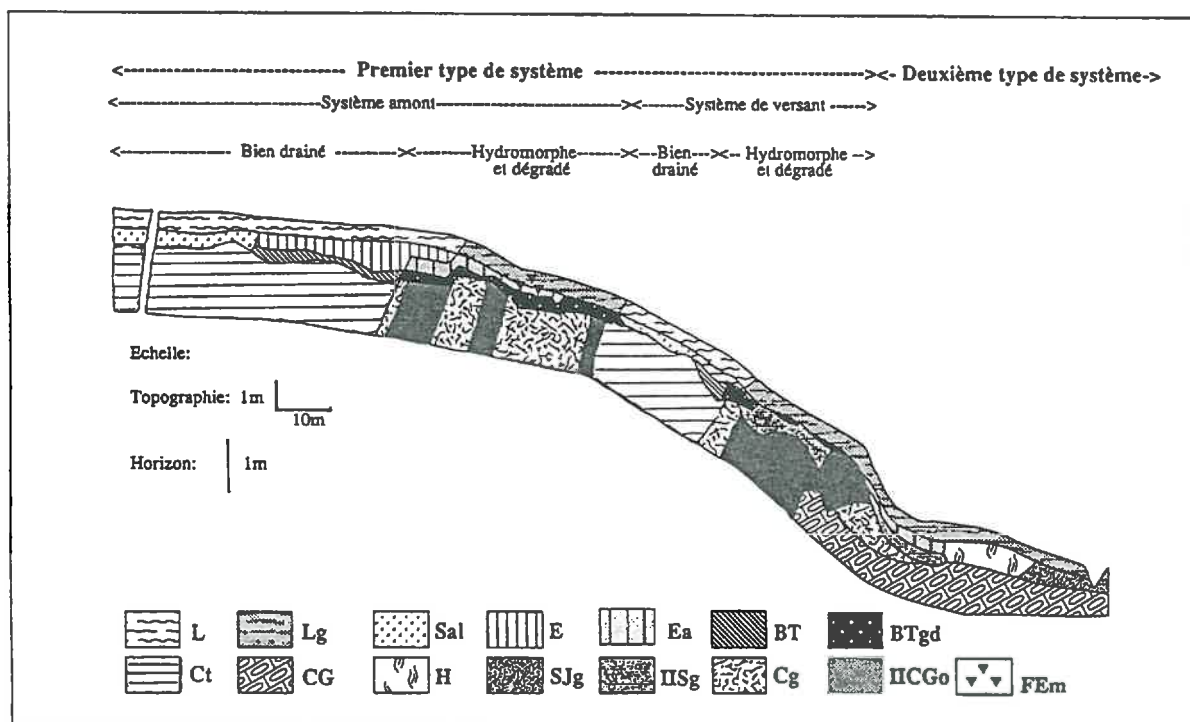 <---------- Premier type de système ----------><- Deuxième type de système->
<---------- Système amont ----------><--- Système de versant ----->
<---------- Bien drainé ----------><-------Hydromorphe-------><---Bien----><-- Hydromorphe -->
et dégradé drainé et dégradé
Echelle:
Topographie: 1m
10m
Horizon: 1m
L Lg Sal E Ea BT BTgd
Ct CG H SJg IISg Cg IICGo FEm